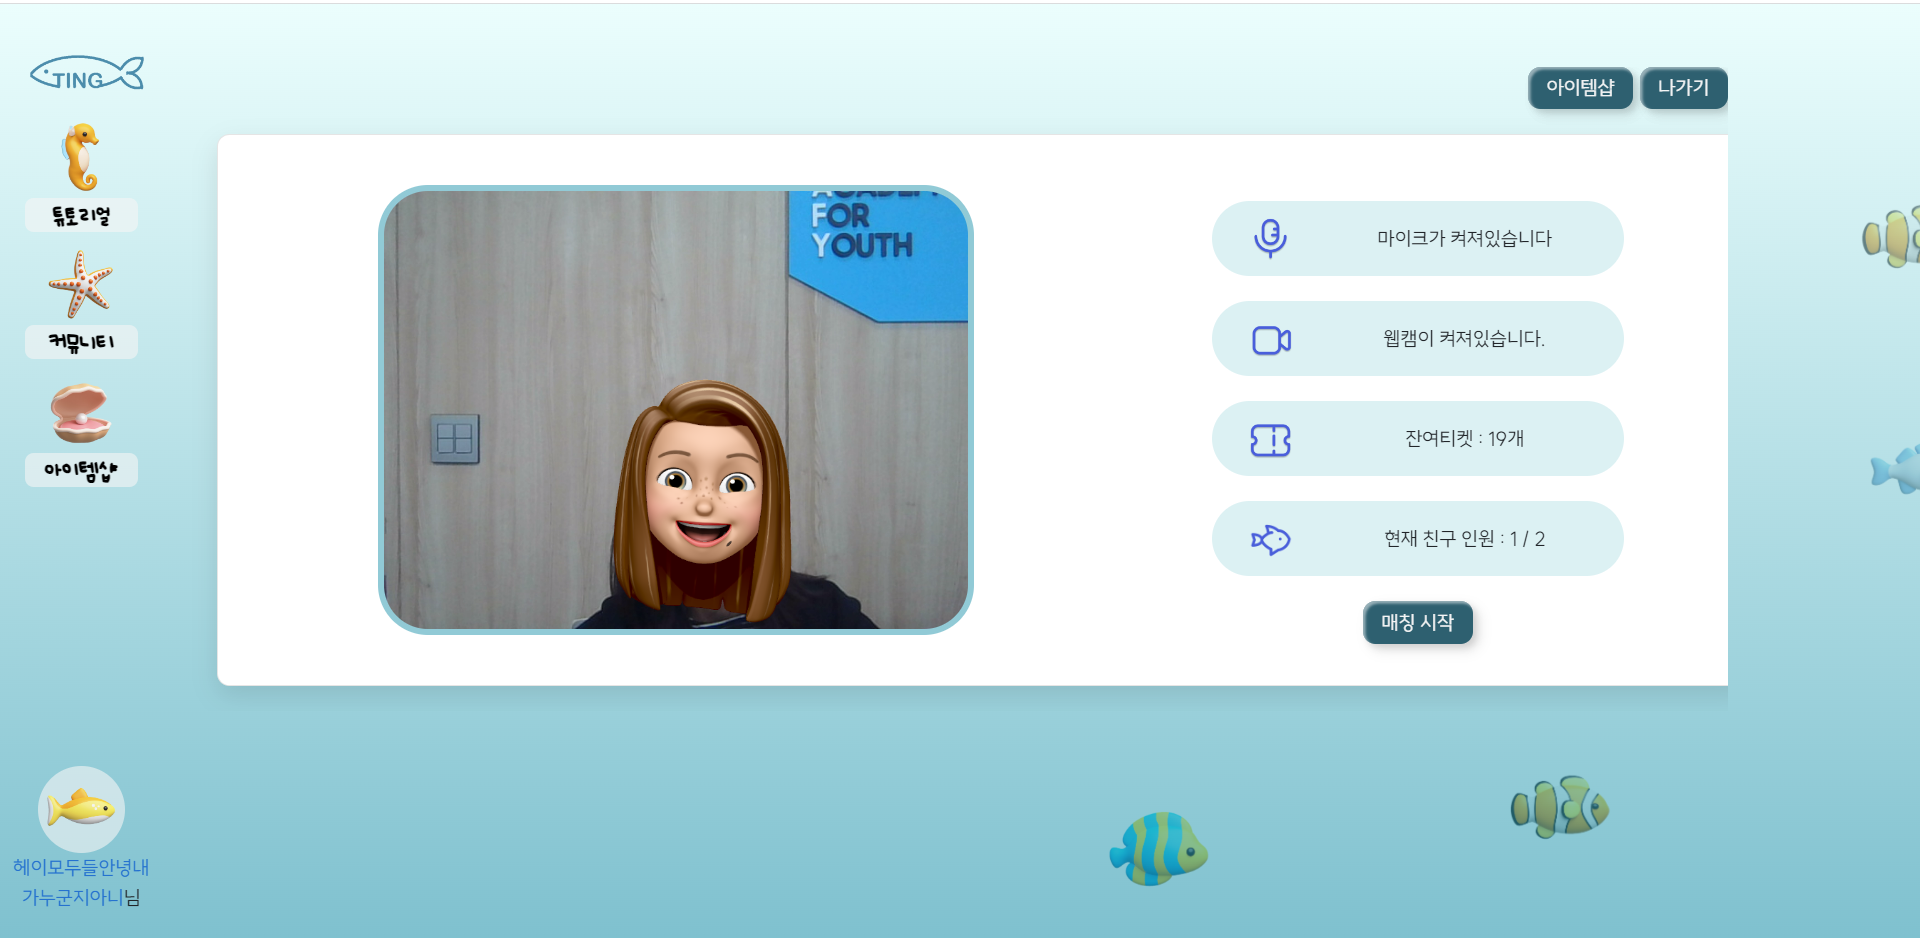 TING
아이템샵
나가기
튜토리얼
커뮤니티
아이템샵
FOR
YOUTH
마이크가 켜져있습니다
웹캠이 켜져있습니다.
잔여티켓 : 19개
현재 친구 인원 : 1 / 2
매칭 시작
헤이모두들안녕내
가누군지아니님